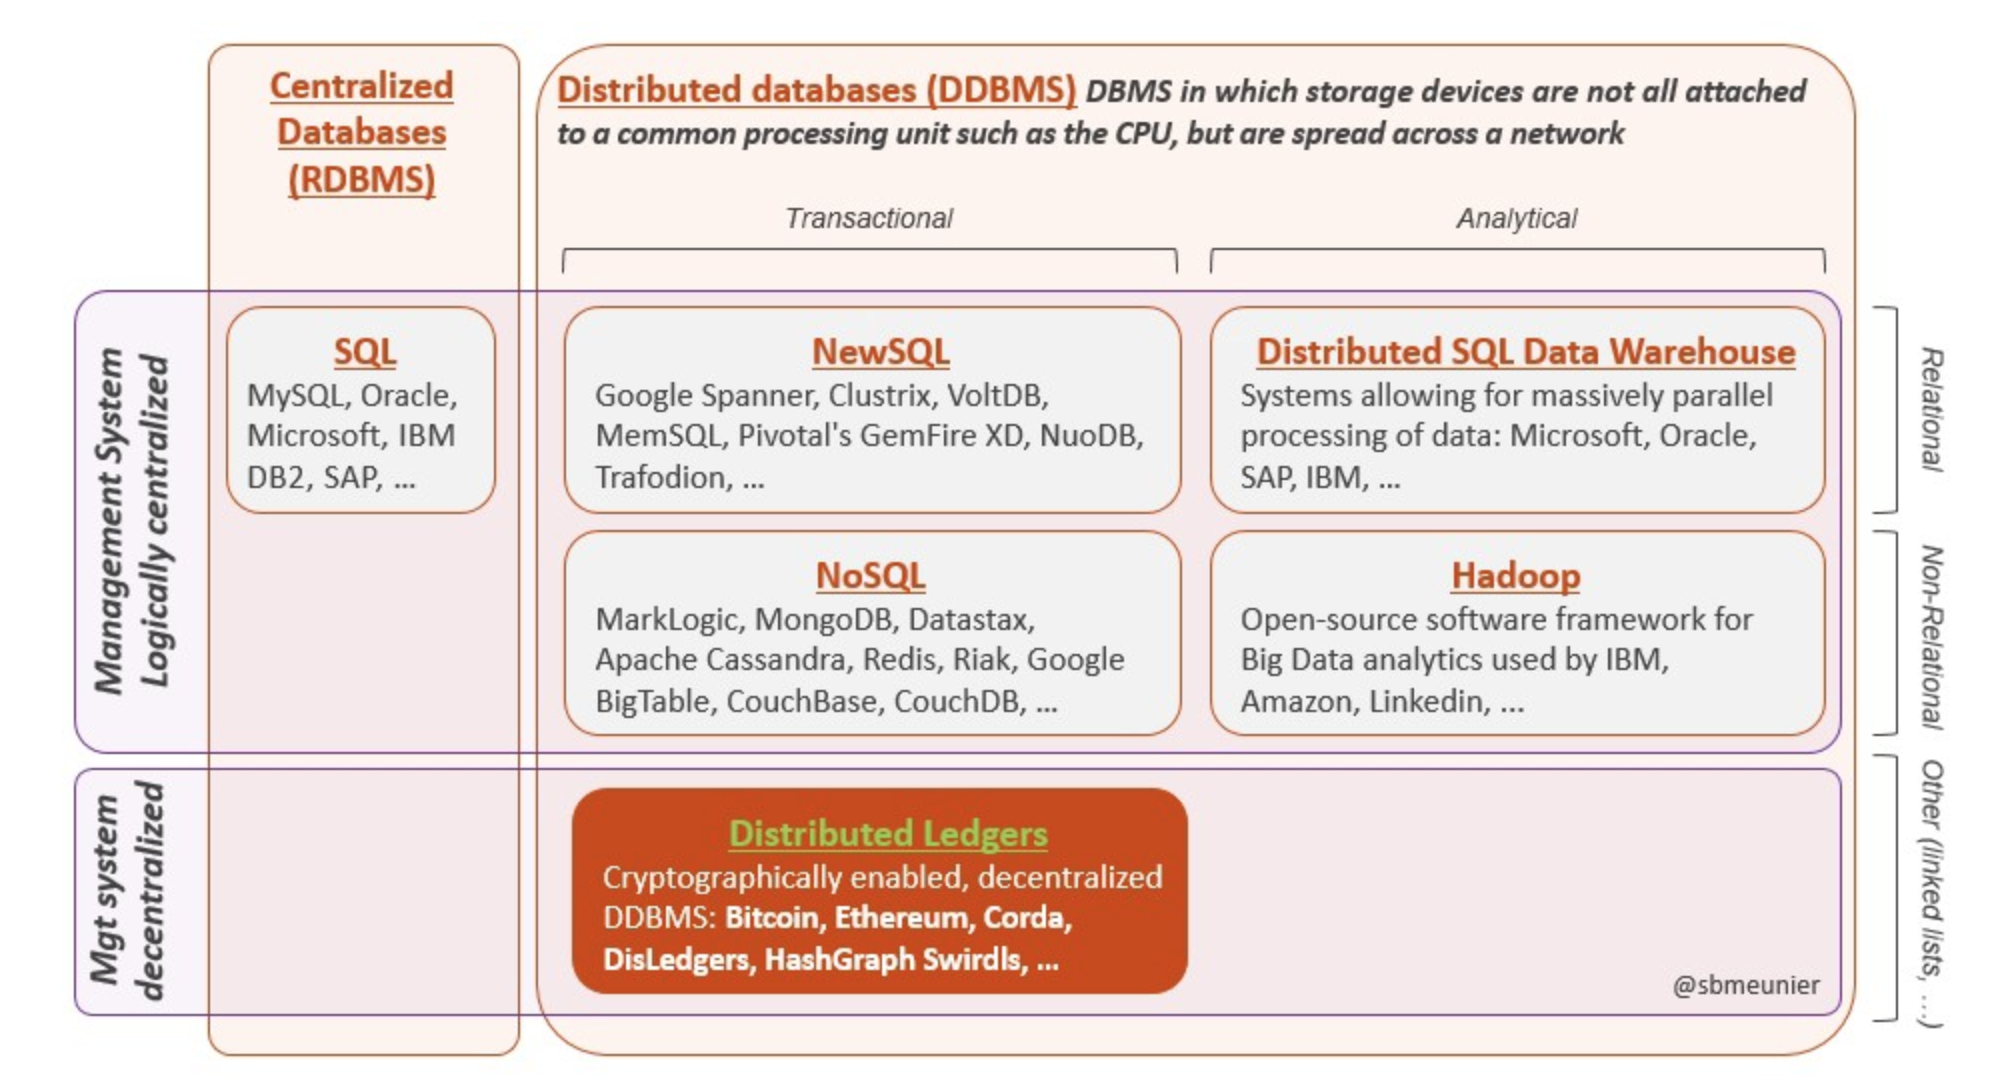 Centralized
Databases
(RDBMS)
Distributed databases (DDBMS) DBMS in which storage devices are not all attached
to a common processing unit such as the CPU, but are spread across a network
Transactional
Analytical
Management System
Logically centralized
SQL
MySQL, Oracle,
Microsoft, IBM
DB2, SAP, ...
NewSQL
Google Spanner, Clustrix, VoltDB,
MemSQL, Pivotal's GemFire XD, NuoDB,
Trafodion, ...
Distributed SQL Data Warehouse
Systems allowing for massively parallel
processing of data: Microsoft, Oracle,
SAP, IBM, ...
Relational
NoSQL
MarkLogic, MongoDB, Datastax,
Apache Cassandra, Redis, Riak, Google
BigTable, CouchBase, CouchDB, ...
Hadoop
Open-source software framework for
Big Data analytics used by IBM,
Amazon, Linkedin, ...
Non-Relational
Mgt system
decentralized
Distributed Ledgers
Cryptographically enabled, decentralized
DDBMS: Bitcoin, Ethereum, Corda,
DisLedgers, HashGraph Swirdls, ...
@sbmeunier
Other (linked lists, ...)